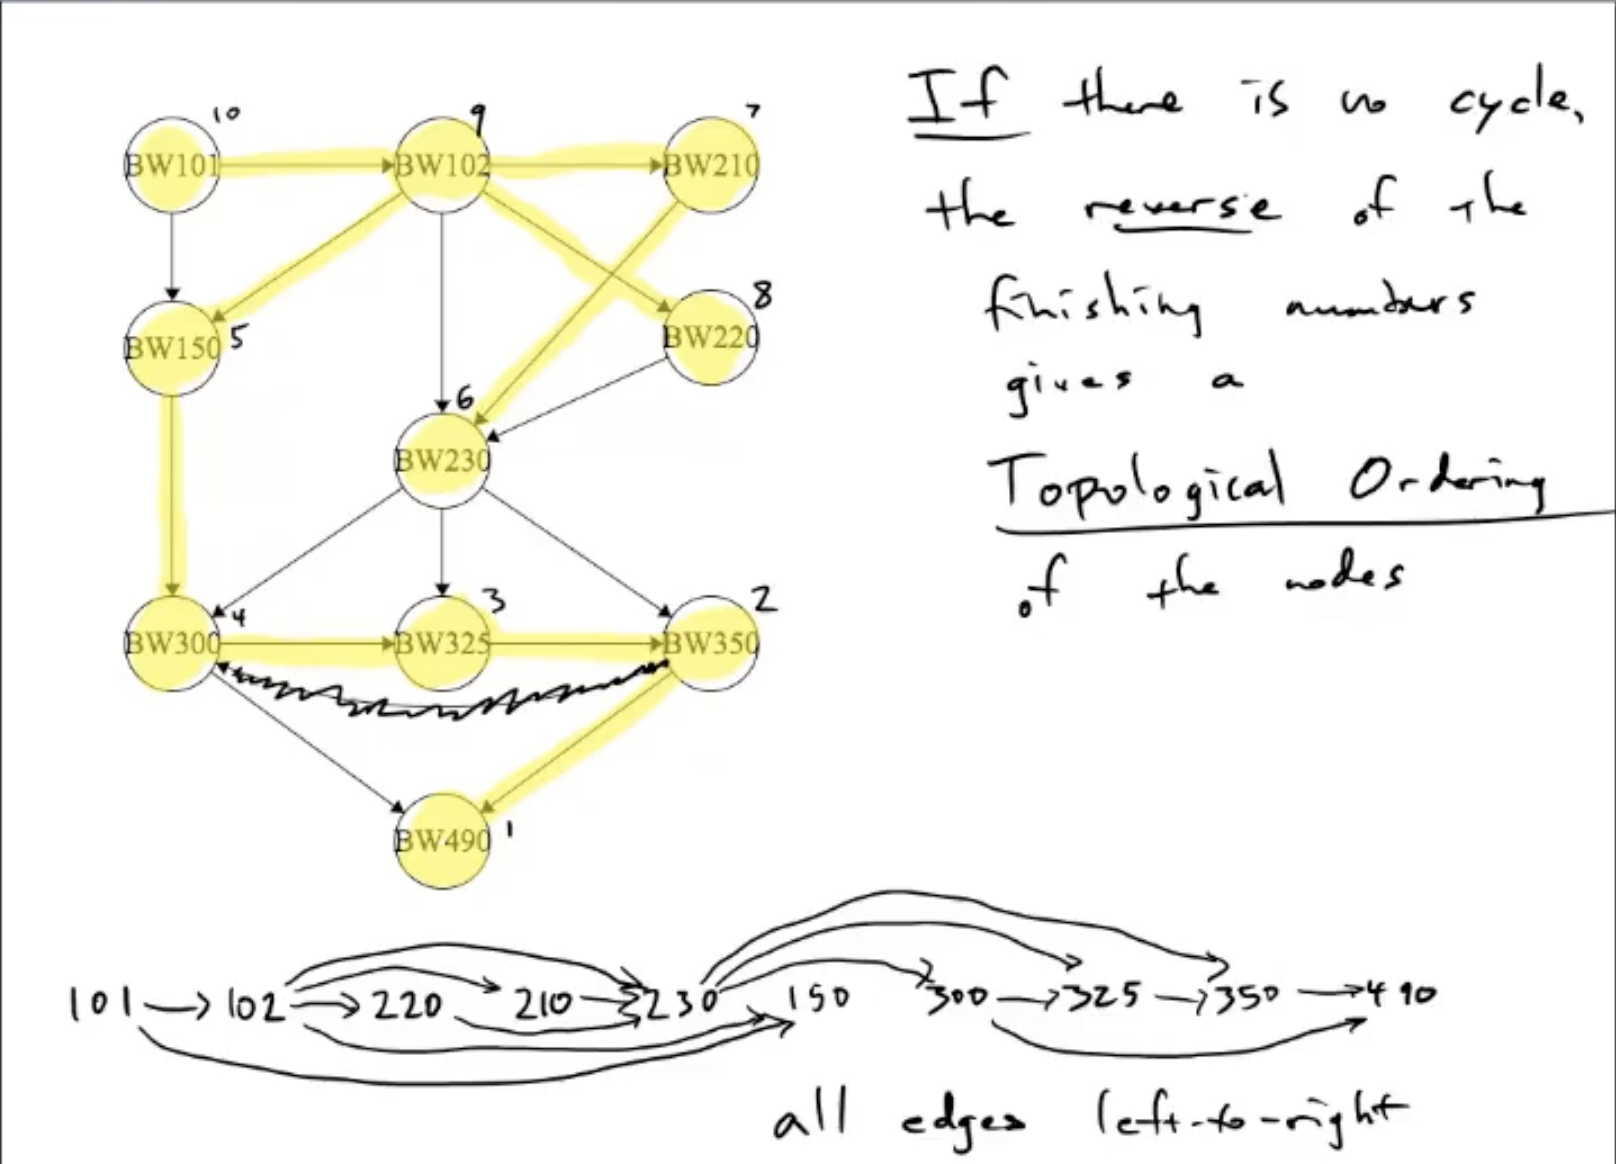 10
9
7
BW101
BW102
BW210
8
BW150
5
BW220
6
BW230
4
3
2
BW300
BW325
BW350
BW490
1
If there is no cycle,
the reverse of the
finishing numbers
gives a
Topological Ordering
of the nodes
101 → 102 → 220 210 → 230 150 300 → 325 → 350 → 490
all edges left-to-right